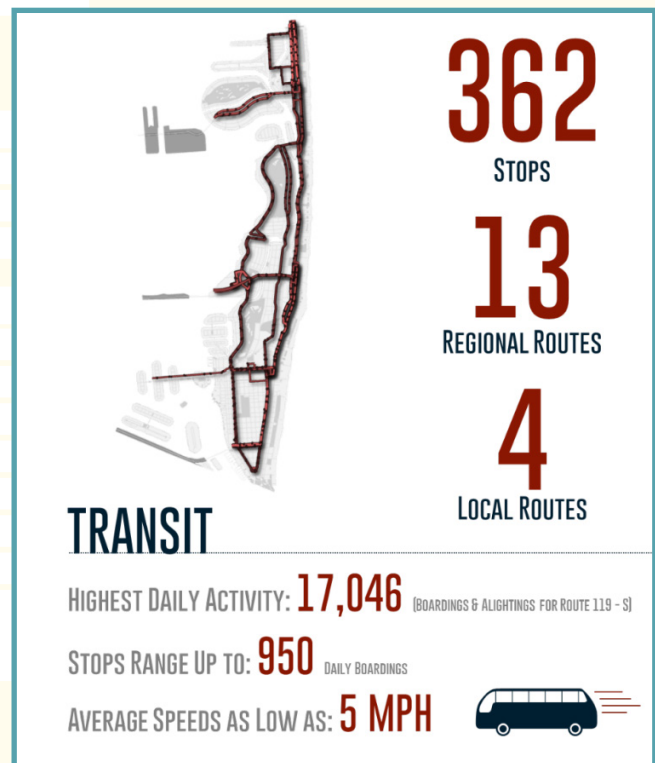 362
STOPS
13
REGIONAL ROUTES
4
LOCAL ROUTES
TRANSIT
HIGHEST DAILY ACTIVITY: 17,046 (BOARDINGS & ALIGHTINGS FOR ROUTE 119 - S)
STOPS RANGE UP TO: 950 DAILY BOARDINGS
AVERAGE SPEEDS AS LOW AS: 5 MPH